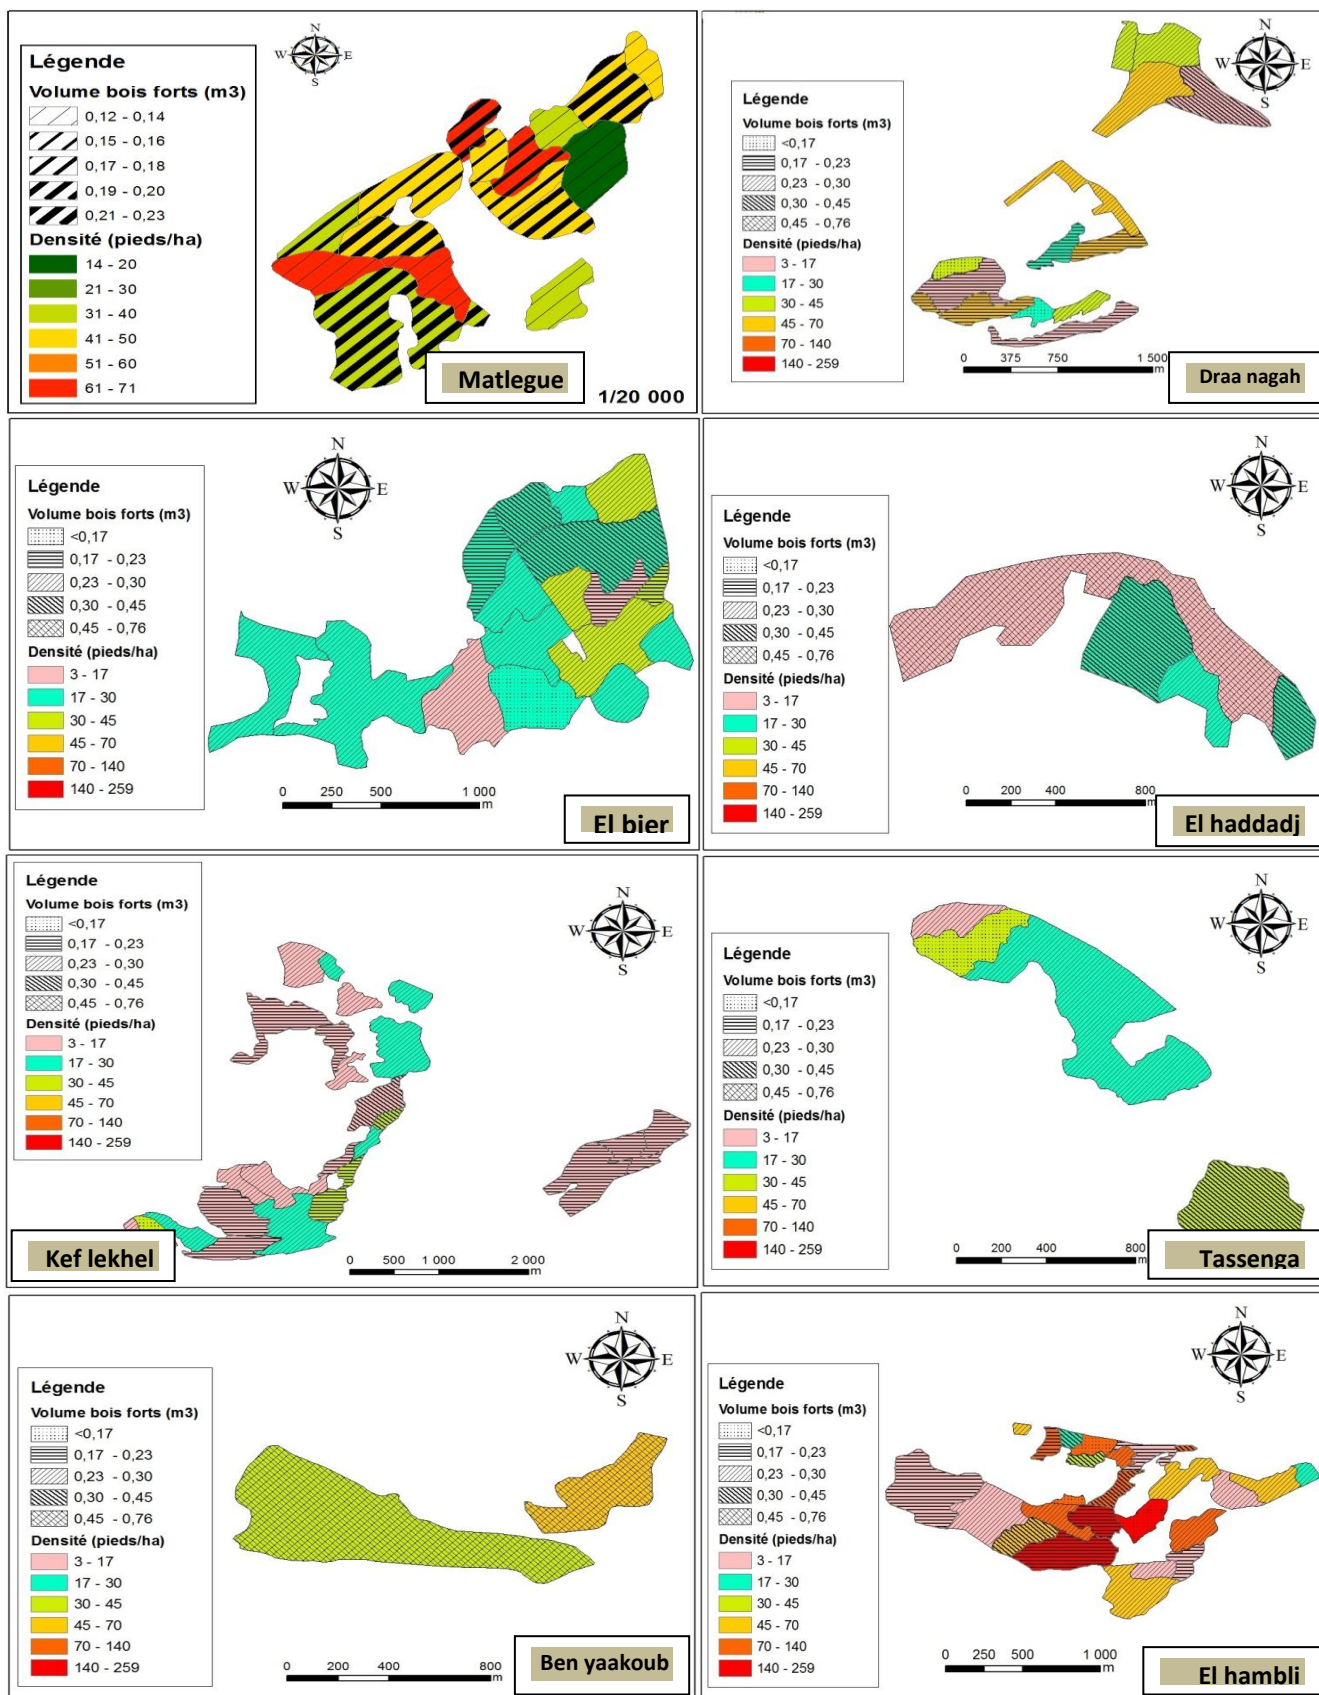 N
W E
S
Légende
Volume bois forts (m3)
0,12 - 0,14
0,15 - 0,16
0,17 - 0,18
0,19 - 0,20
0,21 - 0,23
Densité (pieds/ha)
14 - 20
21 - 30
31 - 40
41 - 50
51 - 60
61 - 71
Matlegue
1/20 000
N
W E
S
Légende
Volume bois forts (m3)
<0,17
0,17 - 0,23
0,23 - 0,30
0,30 - 0,45
0,45 - 0,76
Densité (pieds/ha)
3 - 17
17 - 30
30 - 45
45 - 70
70 - 140
140 - 259
0 375 750 1 500
m
Draa nagah
N
W E
S
Légende
Volume bois forts (m3)
<0,17
0,17 - 0,23
0,23 - 0,30
0,30 - 0,45
0,45 - 0,76
Densité (pieds/ha)
3 - 17
17 - 30
30 - 45
45 - 70
70 - 140
140 - 259
0 250 500 1 000
m
El bier
N
W E
S
Légende
Volume bois forts (m3)
<0,17
0,17 - 0,23
0,23 - 0,30
0,30 - 0,45
0,45 - 0,76
Densité (pieds/ha)
3 - 17
17 - 30
30 - 45
45 - 70
70 - 140
140 - 259
0 200 400 800
m
El haddadj
N
W E
S
Légende
Volume bois forts (m3)
<0,17
0,17 - 0,23
0,23 - 0,30
0,30 - 0,45
0,45 - 0,76
Densité (pieds/ha)
3 - 17
17 - 30
30 - 45
45 - 70
70 - 140
140 - 259
Kef lekhel
0 500 1 000 2 000
m
N
W E
S
Légende
Volume bois forts (m3)
<0,17
0,17 - 0,23
0,23 - 0,30
0,30 - 0,45
0,45 - 0,76
Densité (pieds/ha)
3 - 17
17 - 30
30 - 45
45 - 70
70 - 140
140 - 259
0 200 400 800
m
Tassenga
N
W E
S
Légende
Volume bois forts (m3)
<0,17
0,17 - 0,23
0,23 - 0,30
0,30 - 0,45
0,45 - 0,76
Densité (pieds/ha)
3 - 17
17 - 30
30 - 45
45 - 70
70 - 140
140 - 259
0 200 400 800
m
Ben yaakoub
N
W E
S
Légende
Volume bois forts (m3)
<0,17
0,17 - 0,23
0,23 - 0,30
0,30 - 0,45
0,45 - 0,76
Densité (pieds/ha)
3 - 17
17 - 30
30 - 45
45 - 70
70 - 140
140 - 259
0 250 500 1 000
m
El hambli